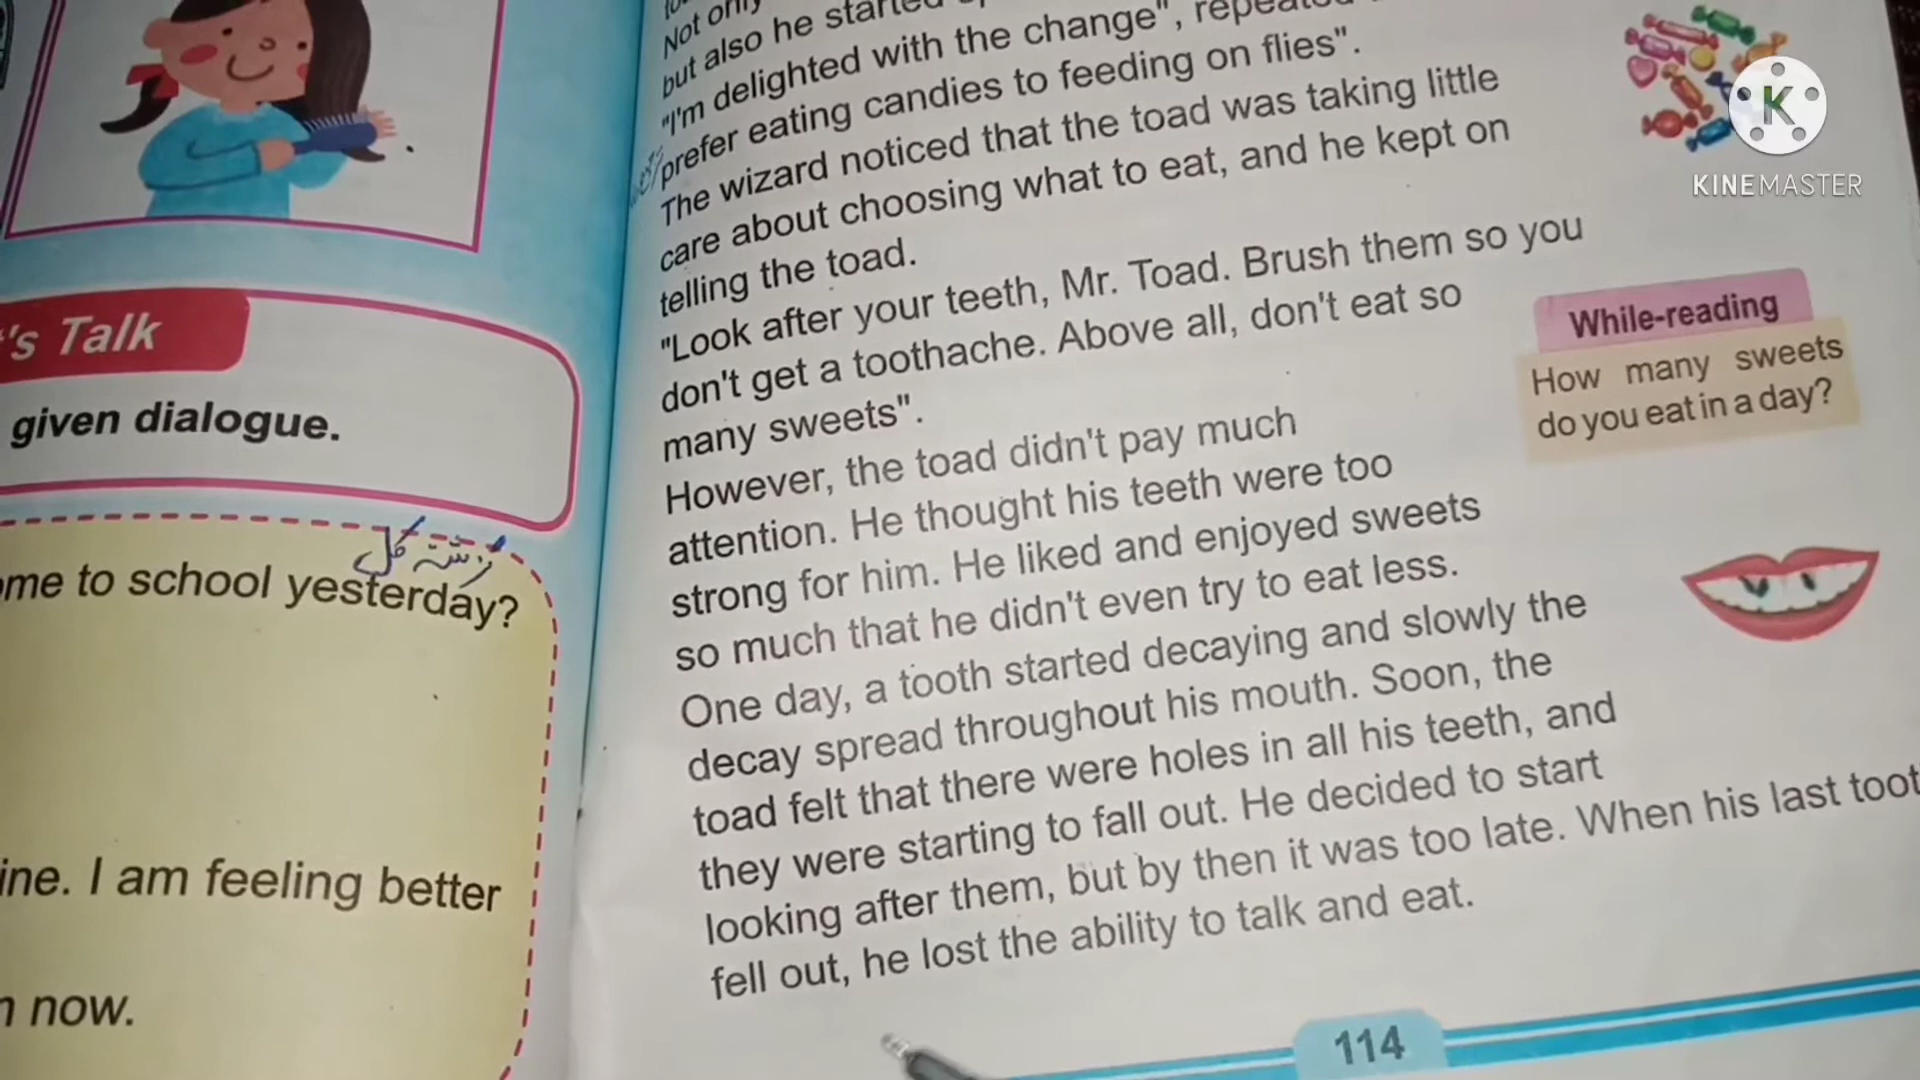 's Talk
given dialogue.
گزشتہ کل
me to school yesterday?
ine. I am feeling better
now.
Not only
but also he started
"I'm delighted with the change", repeated
prefer eating candies to feeding on flies".
The wizard noticed that the toad was taking little
care about choosing what to eat, and he kept on
telling the toad.
"Look after your teeth, Mr. Toad. Brush them so you
don't get a toothache. Above all, don't eat so
many sweets".
However, the toad didn't pay much
attention. He thought his teeth were too
strong for him. He liked and enjoyed sweets
so much that he didn't even try to eat less.
One day, a tooth started decaying and slowly the
decay spread throughout his mouth. Soon, the
toad felt that there were holes in all his teeth, and
they were starting to fall out. He decided to start
looking after them, but by then it was too late. When his last toot
fell out, he lost the ability to talk and eat.
While-reading
How many sweets
do you eat in a day?
114
K
KINEMASTER